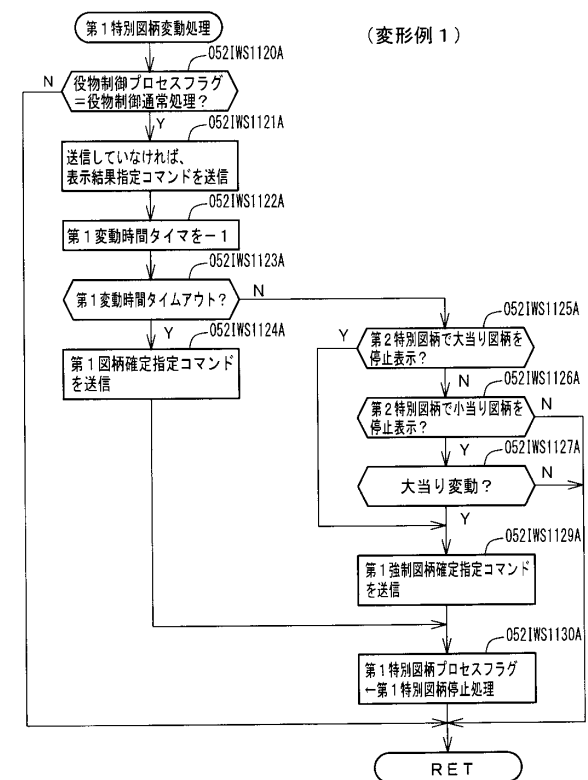 第1特別図柄変動処理
(変形例1)
052IWS1120A
N
役物制御プロセスフラグ
=役物制御通常処理?
Y
052IWS1121A
送信していなければ、
表示結果指定コマンドを送信
052IWS1122A
第1変動時間タイマを-1
052IWS1123A
第1変動時間タイムアウト?
N
Y
052IWS1124A
第1図柄確定指定コマンド
を送信
052IWS1125A
Y
第2特別図柄で大当り図柄を
停止表示?
N
052IWS1126A
第2特別図柄で小当り図柄を
停止表示?
N
Y
052IWS1127A
大当り変動?
N
Y
052IWS1129A
第1強制図柄確定指定コマンド
を送信
052IWS1130A
第1特別図柄プロセスフラグ
←第1特別図柄停止処理
RET